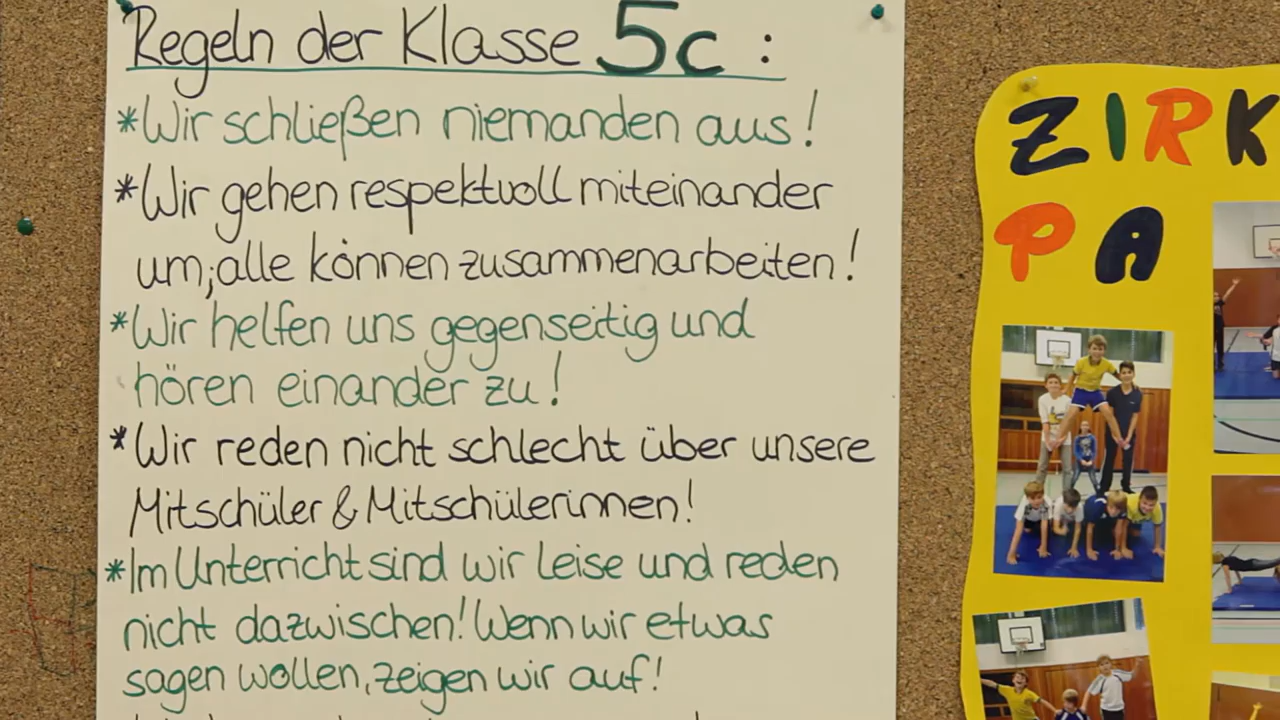 Regeln der Klasse 5c :
*Wir schließen niemanden aus!
*Wir gehen respektvoll miteinander
um, alle können zusammenarbeiten!
*Wir helfen uns gegenseitig und
hören einander zu!
*Wir reden nicht schlecht über unsere
Mitschüler & Mitschülerinnen!
*Im Unterricht sind wir leise und reden
nicht dazwischen! Wenn wir etwas
sagen wollen, zeigen wir auf!
ZIRK
PA